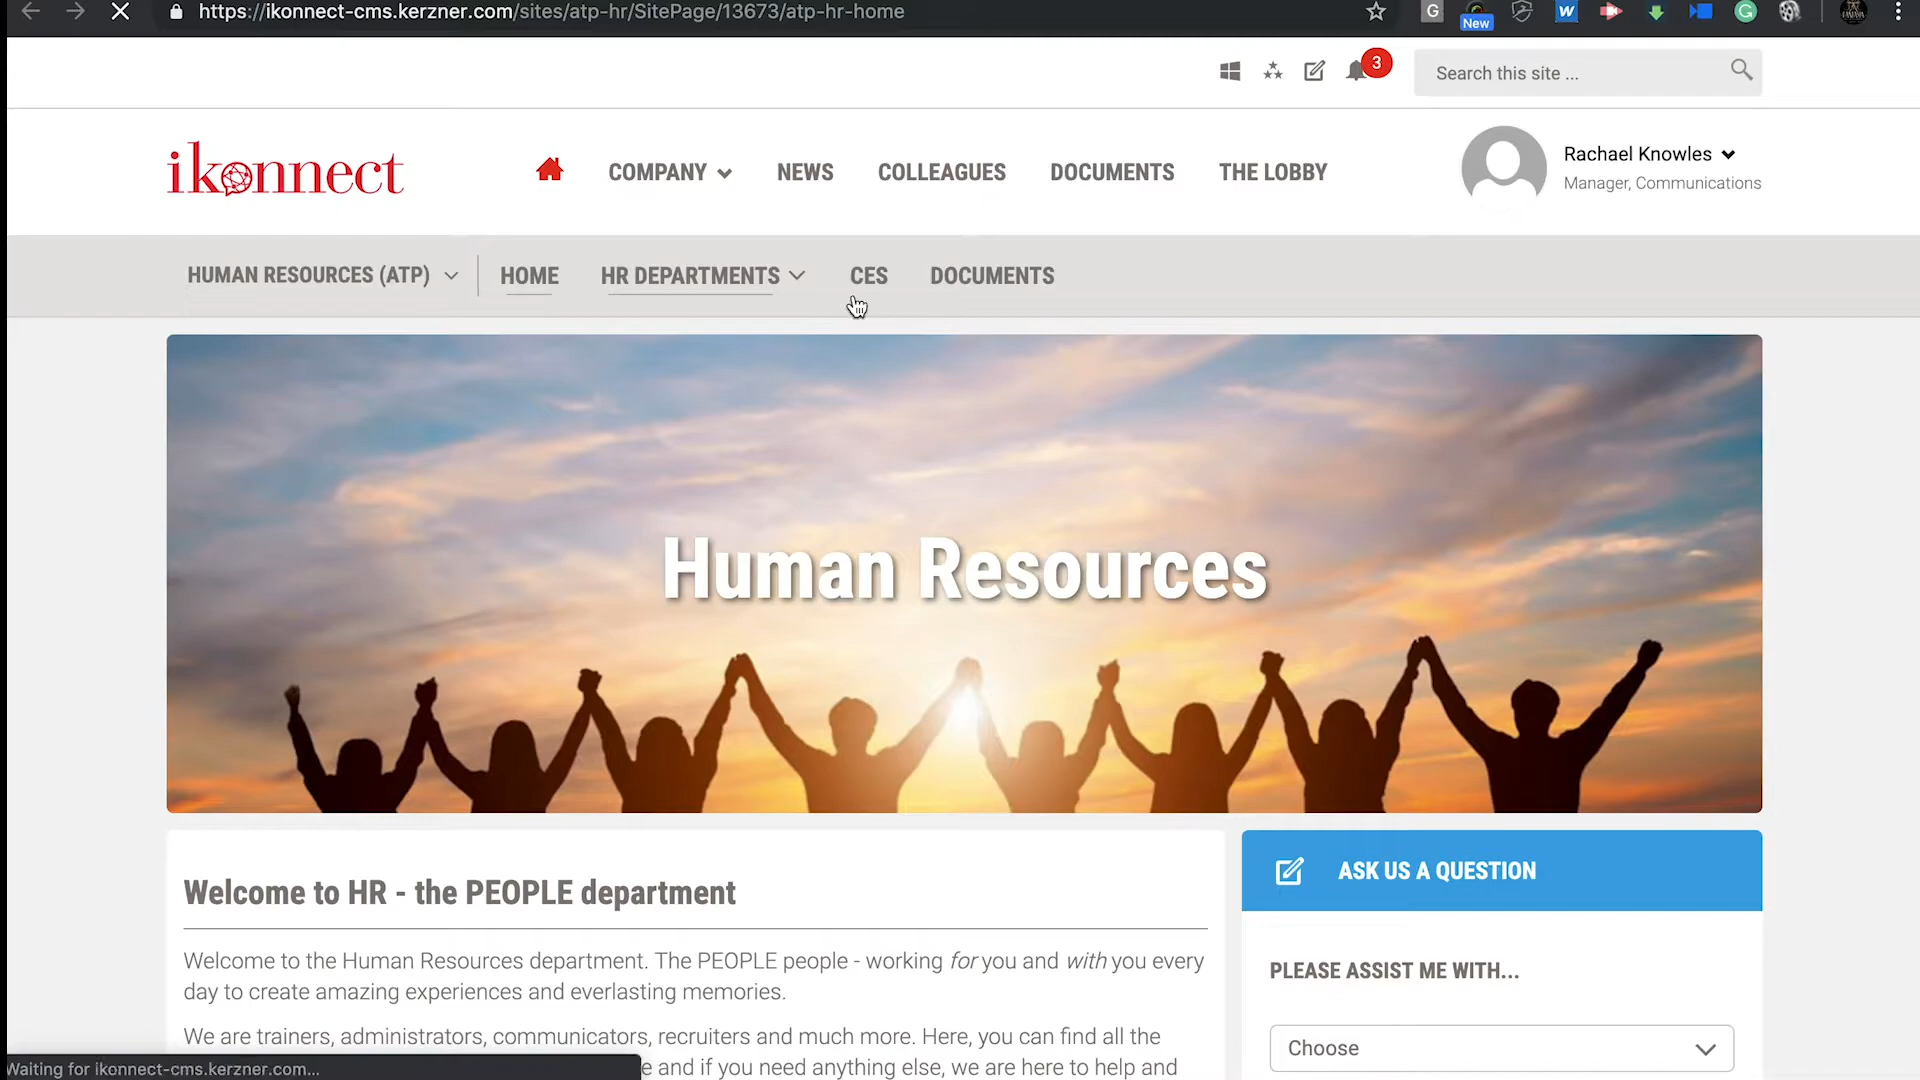 https://ikonnect-cms.kerzner.com/sites/atp-hr/SitePage/13673/atp-hr-home
G
New
W
G
3
Search this site ...
ikonnect
COMPANY
NEWS
COLLEAGUES
DOCUMENTS
THE LOBBY
Rachael Knowles
Manager, Communications
HUMAN RESOURCES (ATP)
HOME
HR DEPARTMENTS
CES
DOCUMENTS
Human Resources
Welcome to HR - the PEOPLE department
Welcome to the Human Resources department. The PEOPLE people - working for you and with you every
day to create amazing experiences and everlasting memories.
We are trainers, administrators, communicators, recruiters and much more. Here, you can find all the
e and if you need anything else, we are here to help and
ASK US A QUESTION
PLEASE ASSIST ME WITH...
Choose
Waiting for ikonnect-cms.kerzner.com...